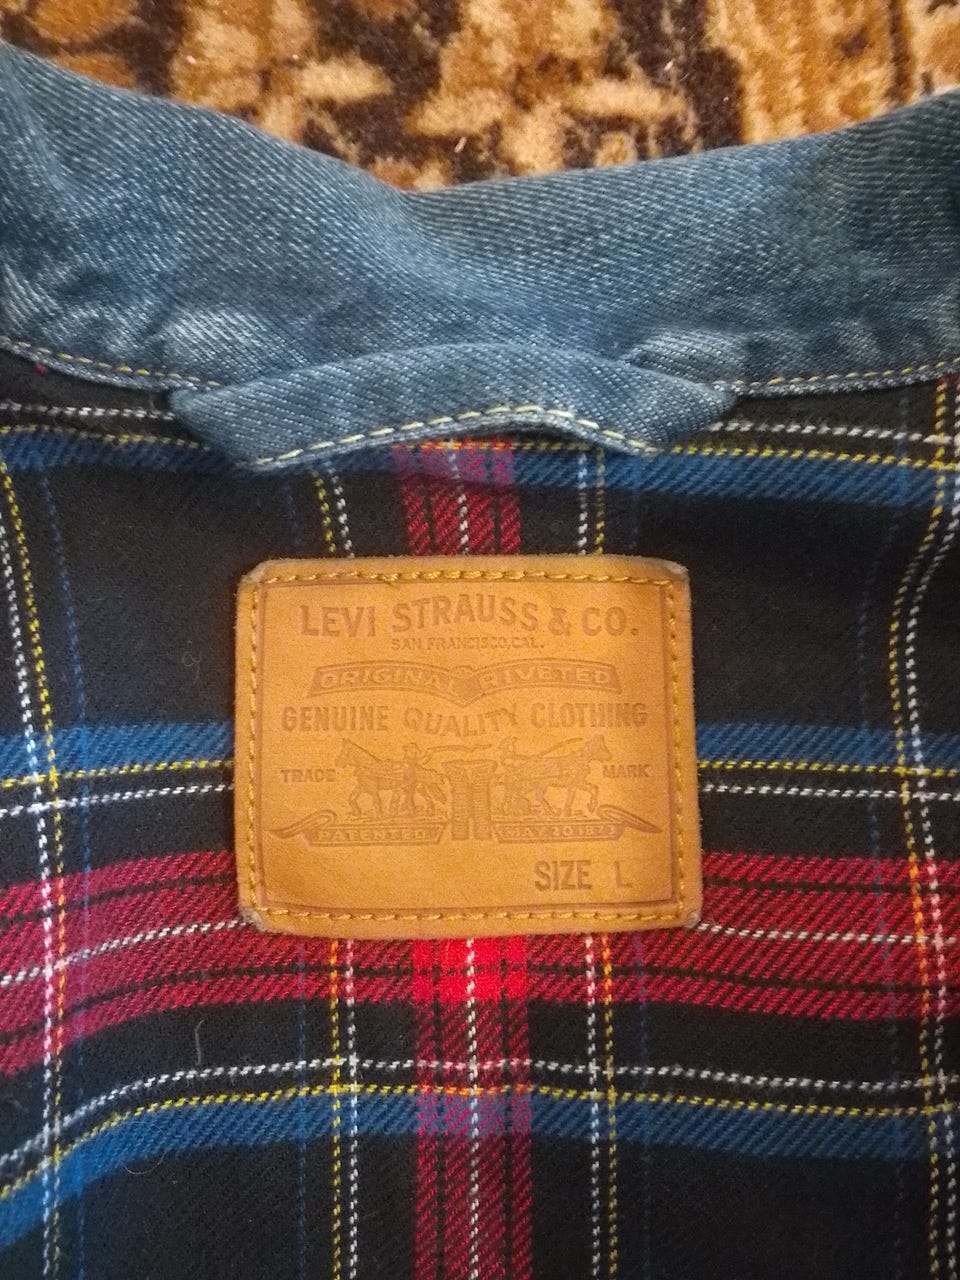 LEVI STRAUSS & CO.
SAN FRANCISCO, CAL.
ORIGINAL RIVETED
GENUINE QUALITY CLOTHING
TRADE MARK
PATENTED MAY 20 1873
SIZE L